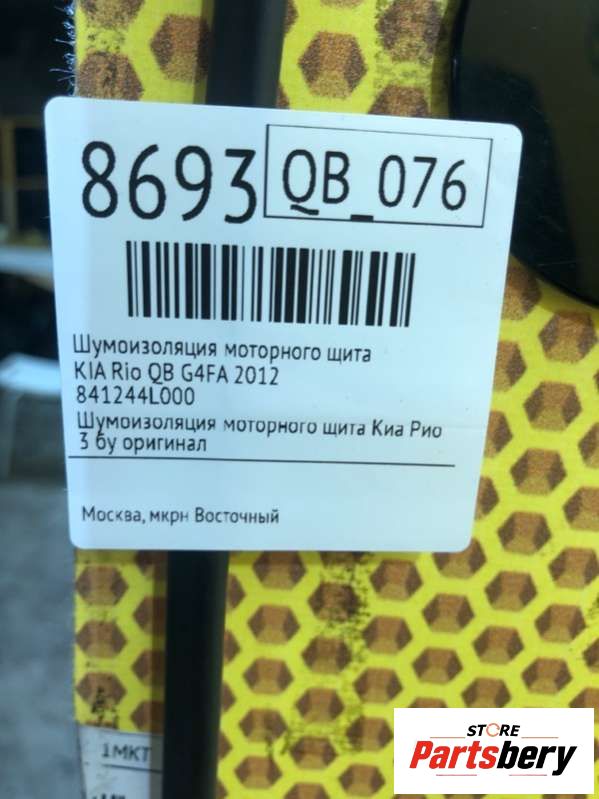 8693 QB_076
Шумоизоляция моторного щита
KIA Rio QB G4FA 2012
841244L000
Шумоизоляция моторного щита Киа Рио
3 бу оригинал
Москва, мкрн Восточный
1МКТ
STORE
Partsbery